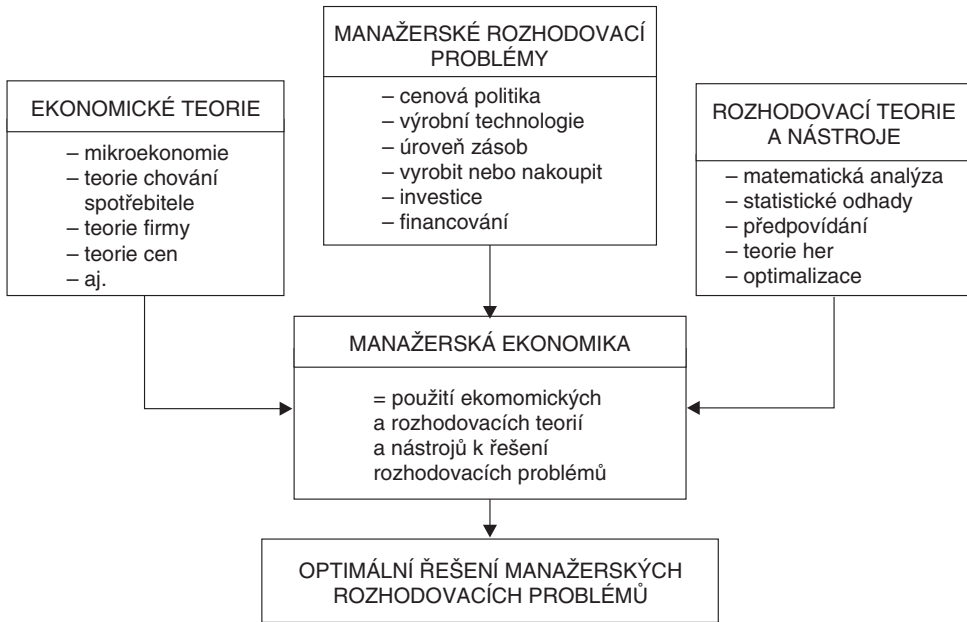 MANAŽERSKÉ ROZHODOVACÍ
PROBLÉMY
– cenová politika
– výrobní technologie
– úroveň zásob
– vyrobit nebo nakoupit
– investice
– financování
EKONOMICKÉ TEORIE
– mikroekonomie
– teorie chování
spotřebitele
– teorie firmy
– teorie cen
– aj.
ROZHODOVACÍ TEORIE
A NÁSTROJE
– matematická analýza
– statistické odhady
– předpovídání
– teorie her
– optimalizace
MANAŽERSKÁ EKONOMIKA
= použití ekomomických
a rozhodovacích teorií
a nástrojů k řešení
rozhodovacích problémů
OPTIMÁLNÍ ŘEŠENÍ MANAŽERSKÝCH
ROZHODOVACÍCH PROBLÉMŮ